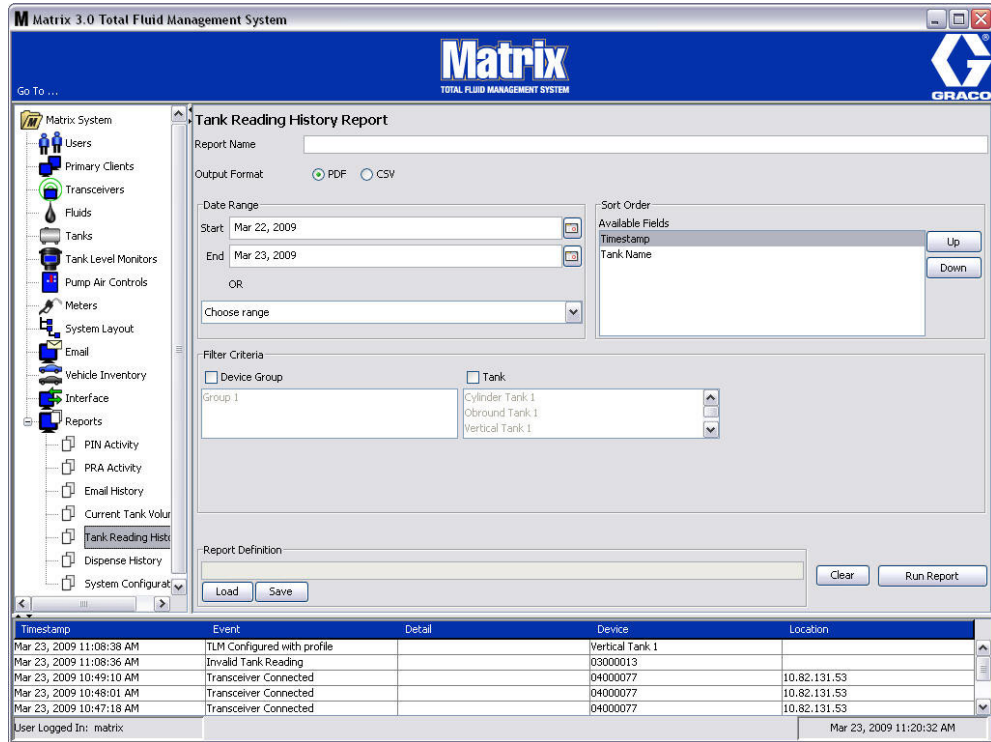 Matrix 3.0 Total Fluid Management System
Matrix
TOTAL FLUID MANAGEMENT SYSTEM
G
®
GRACO
Go To ...
Matrix System
Users
Primary Clients
Transceivers
Fluids
Tanks
Tank Level Monitors
Pump Air Controls
Meters
System Layout
Email
Vehicle Inventory
Interface
Reports
PIN Activity
PRA Activity
Email History
Current Tank Volur
Tank Reading Histo
Dispense History
System Configurat
Tank Reading History Report
Report Name
Output Format PDF CSV
Date Range
Start Mar 22, 2009
End Mar 23, 2009
OR
Choose range
Sort Order
Available Fields
Timestamp
Tank Name
Up
Down
Filter Criteria
Device Group
Group 1
Tank
Cylinder Tank 1
Obround Tank 1
Vertical Tank 1
Report Definition
Load Save
Clear Run Report
Timestamp Event Detail Device Location
Mar 23, 2009 11:08:38 AM TLM Configured with profile Vertical Tank 1
Mar 23, 2009 11:08:36 AM Invalid Tank Reading 03000013
Mar 23, 2009 10:49:10 AM Transceiver Connected 04000077 10.82.131.53
Mar 23, 2009 10:48:01 AM Transceiver Connected 04000077 10.82.131.53
Mar 23, 2009 10:47:18 AM Transceiver Connected 04000077 10.82.131.53
User Logged In: matrix Mar 23, 2009 11:20:32 AM